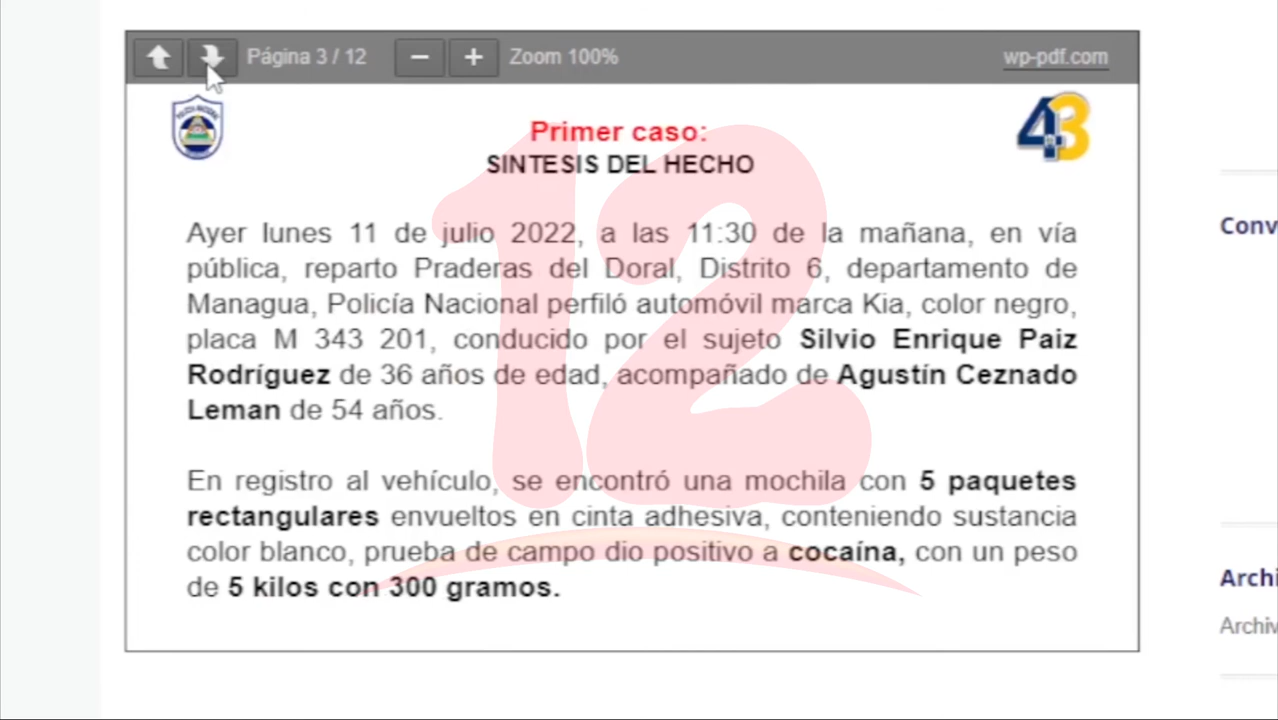 Página 3 / 12
Zoom 100%
wp-pdf.com
POLICIA NACIONAL
43
Primer caso:
SINTESIS DEL HECHO
12
Ayer lunes 11 de julio 2022, a las 11:30 de la mañana, en vía
pública, reparto Praderas del Doral, Distrito 6, departamento de
Managua, Policía Nacional perfiló automóvil marca Kia, color negro,
placa M 343 201, conducido por el sujeto Silvio Enrique Paiz
Rodríguez de 36 años de edad, acompañado de Agustín Ceznado
Leman de 54 años.
En registro al vehículo, se encontró una mochila con 5 paquetes
rectangulares envueltos en cinta adhesiva, conteniendo sustancia
color blanco, prueba de campo dio positivo a cocaína, con un peso
de 5 kilos con 300 gramos.
Conv
Archi
Archiv